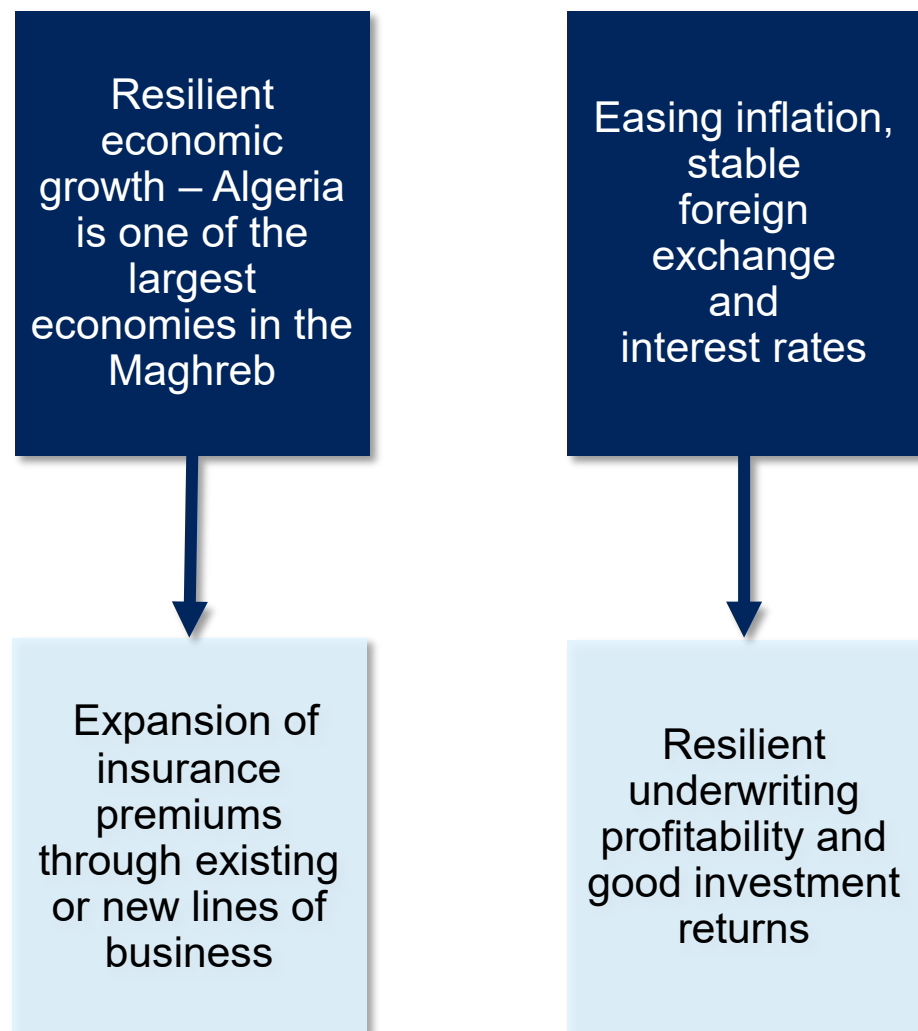 Resilient
economic
growth – Algeria
is one of the
largest
economies in the
Maghreb
Easing inflation,
stable
foreign
exchange
and
interest rates
Expansion of
insurance
premiums
through existing
or new lines of
business
Resilient
underwriting
profitability and
good investment
returns